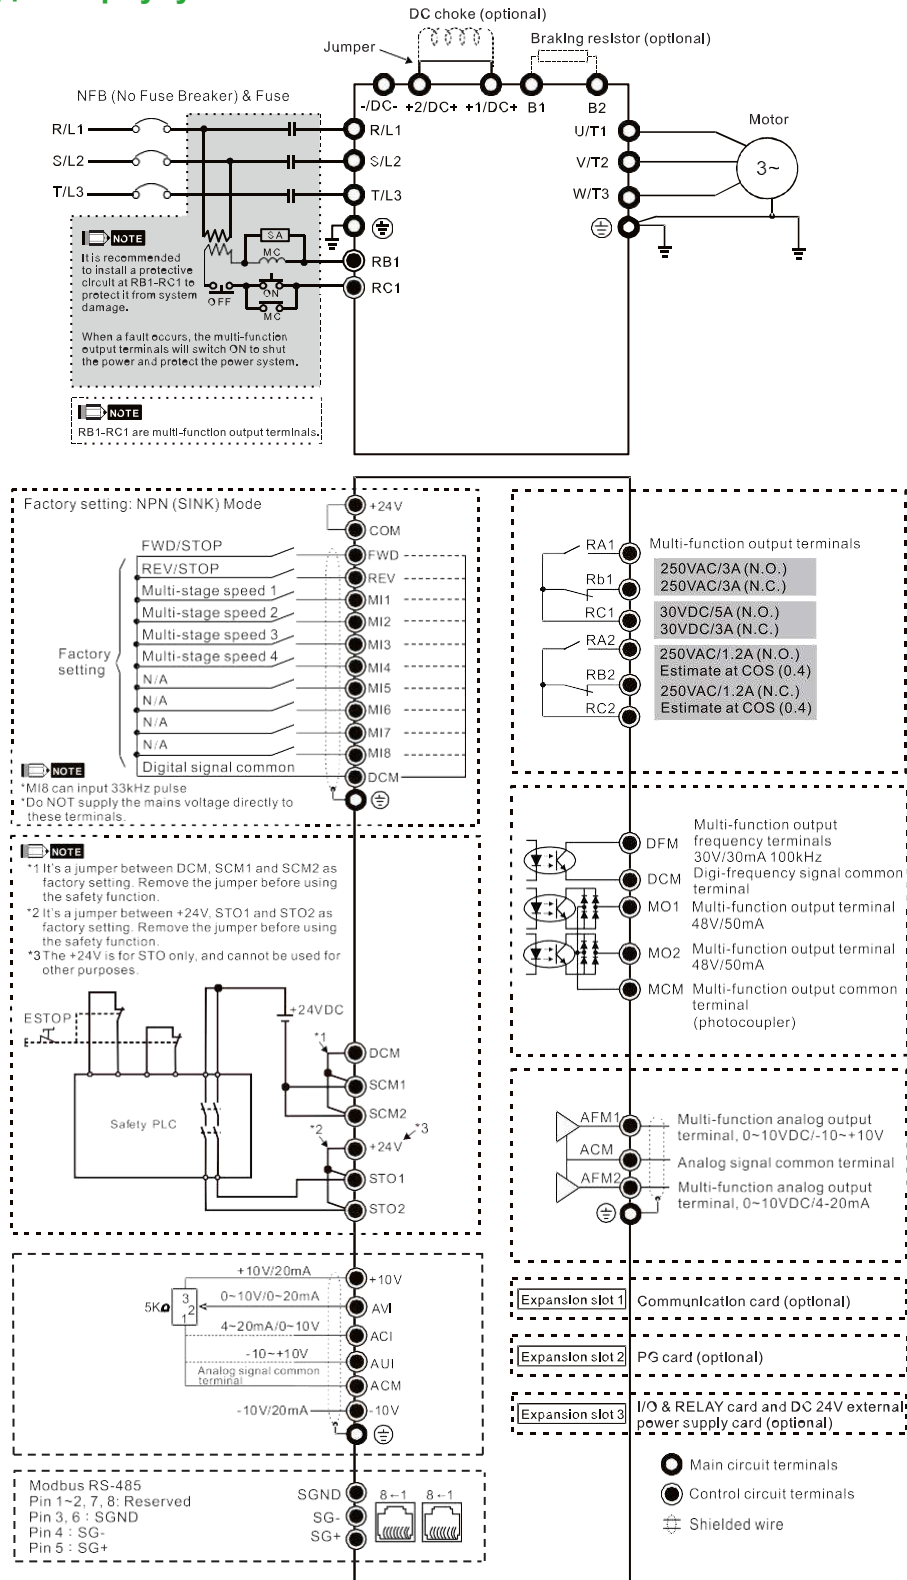 DC choke (optional)
Jumper
Braking resistor (optional)
NFB (No Fuse Breaker) & Fuse
-/DC-
+2/DC+
+1/DC+
B1
B2
R/L1
R/L1
U/T1
Motor
S/L2
S/L2
V/T2
3~
T/L3
T/L3
W/T3
NOTE
It is recommended
to install a protective
circuit at RB1-RC1 to
protect it from system
damage.
SA
MC
RB1
OFF
ON
MC
RC1
When a fault occurs, the multi-function
output terminals will switch ON to shut
the power and protect the power system.
NOTE
RB1-RC1 are multi-function output terminals.
Factory setting: NPN (SINK) Mode
+24V
COM
FWD/STOP
FWD
REV/STOP
REV
Multi-stage speed 1
MI1
Multi-stage speed 2
MI2
Multi-stage speed 3
MI3
Factory
setting
Multi-stage speed 4
MI4
N/A
MI5
N/A
MI6
N/A
MI7
N/A
MI8
Digital signal common
DCM
NOTE
*MI8 can input 33kHz pulse
*Do NOT supply the mains voltage directly to
these terminals.
RA1
Multi-function output terminals
250VAC/3A (N.O.)
250VAC/3A (N.C.)
Rb1
RC1
30VDC/5A (N.O.)
30VDC/3A (N.C.)
RA2
250VAC/1.2A (N.O.)
Estimate at COS (0.4)
RB2
250VAC/1.2A (N.C.)
Estimate at COS (0.4)
RC2
NOTE
*1 It's a jumper between DCM, SCM1 and SCM2 as
factory setting. Remove the jumper before using
the safety function.
*2 It's a jumper between +24V, STO1 and STO2 as
factory setting. Remove the jumper before using
the safety function.
*3 The +24V is for STO only, and cannot be used for
other purposes.
ESTOP
+24VDC
*1
DCM
SCM1
SCM2
Safety PLC
*2
*3
+24V
STO1
STO2
DFM
Multi-function output
frequency terminals
30V/30mA 100kHz
DCM
Digi-frequency signal common
terminal
MO1
Multi-function output terminal
48V/50mA
MO2
Multi-function output terminal
48V/50mA
MCM
Multi-function output common
terminal
(photocoupler)
AFM1
Multi-function analog output
terminal, 0~10VDC/-10~+10V
ACM
Analog signal common terminal
AFM2
Multi-function analog output
terminal, 0~10VDC/4-20mA
+10V/20mA
+10V
5KΩ
3
2
1
0~10V/0~20mA
AVI
4~20mA/0~10V
ACI
-10~+10V
AUI
Analog signal common
terminal
ACM
-10V/20mA
-10V
Expansion slot 1
Communication card (optional)
Expansion slot 2
PG card (optional)
Expansion slot 3
I/O & RELAY card and DC 24V external
power supply card (optional)
Modbus RS-485
Pin 1~2, 7, 8: Reserved
Pin 3, 6 : SGND
Pin 4 : SG-
Pin 5 : SG+
SGND
SG-
SG+
8←1
8←1
Main circuit terminals
Control circuit terminals
Shielded wire